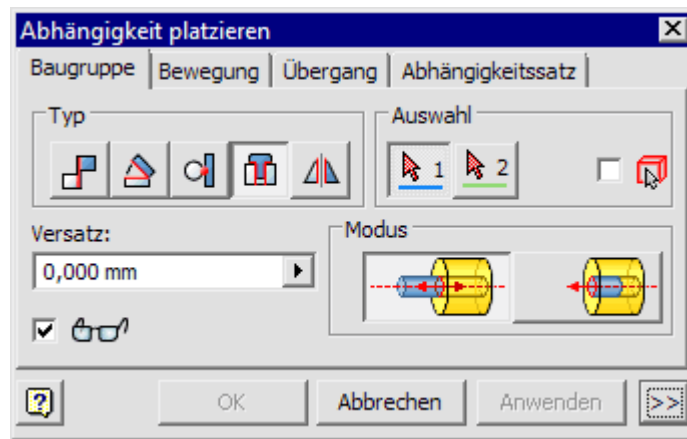 Abhängigkeit platzieren
Baugruppe Bewegung Übergang Abhängigkeitssatz
Typ Auswahl
1 2
Versatz: Modus
0,000 mm
OK Abbrechen Anwenden >>